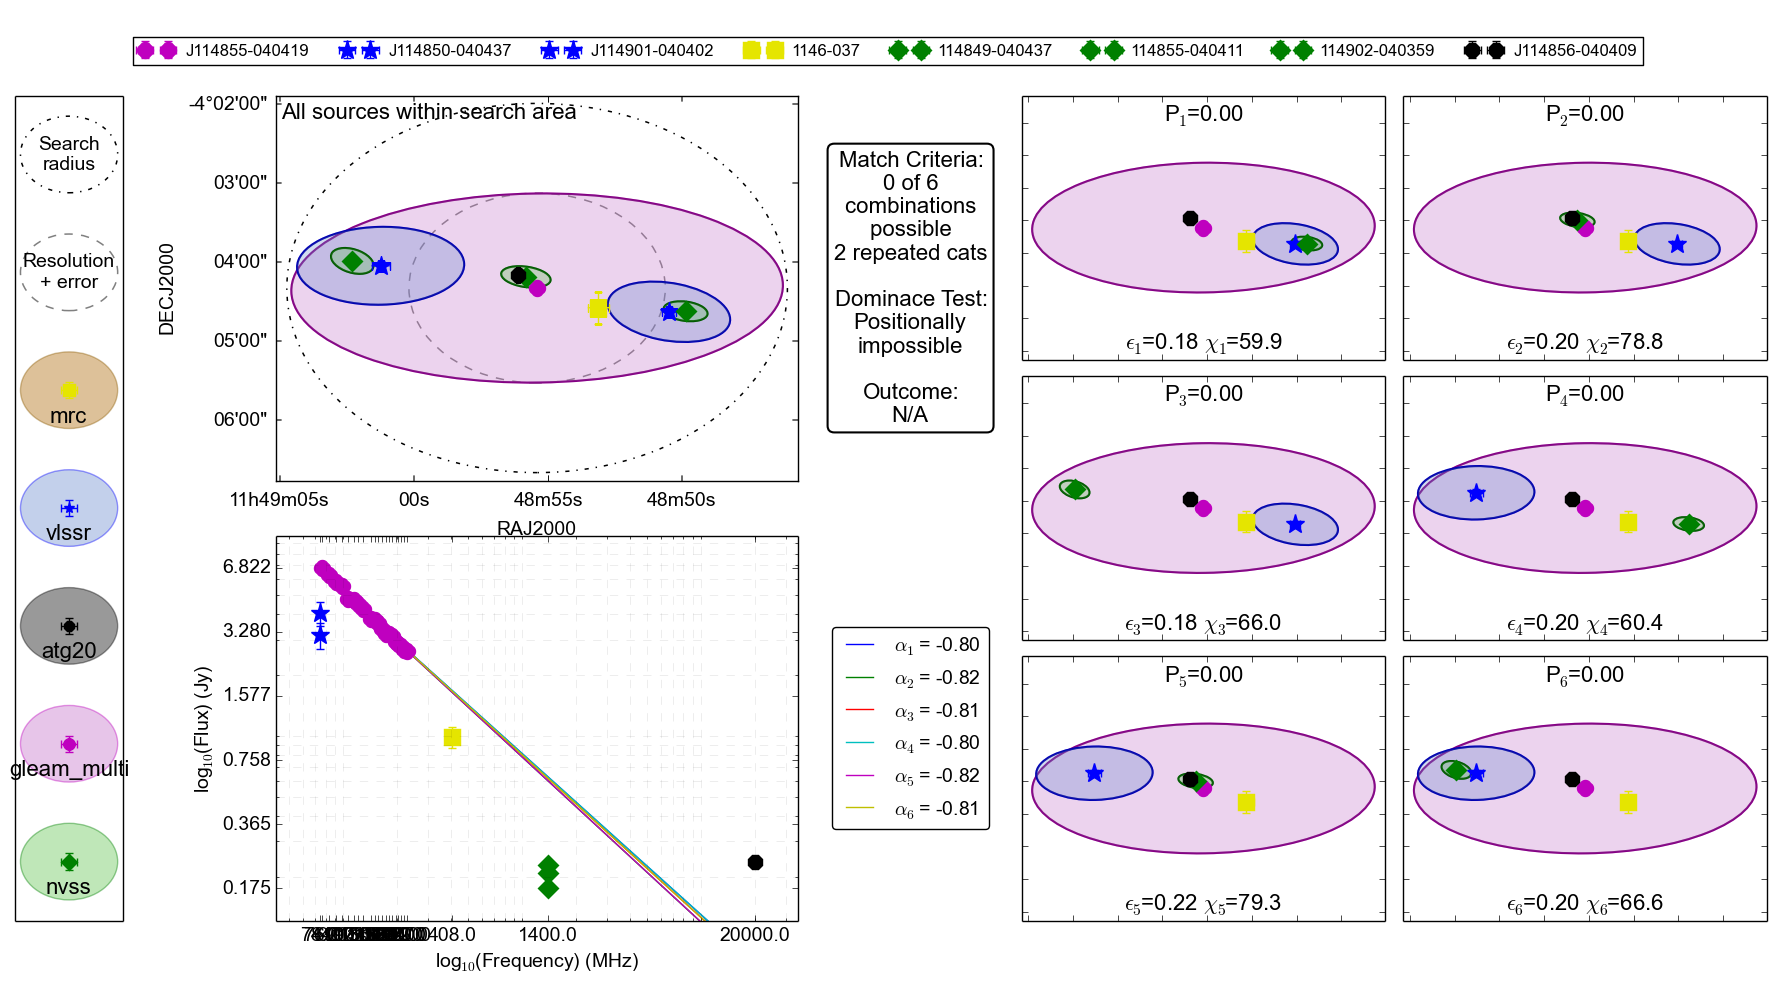 J114855-040419 J114850-040437 J114901-040402 1146-037 114849-040437 114855-040411 114902-040359 J114856-040409
Search
radius
Resolution
+ error
mrc
vlssr
atg20
gleam_multi
nvss
All sources within search area
-4°02'00"
03'00"
04'00"
05'00"
06'00"
DECJ2000
11h49m05s 00s 48m55s 48m50s
RAJ2000
6.822
3.280
1.577
0.758
0.365
0.175
log10(Flux) (Jy)
408.0 1400.0 20000.0
log10(Frequency) (MHz)
Match Criteria:
0 of 6
combinations
possible
2 repeated cats
Dominace Test:
Positionally
impossible
Outcome:
N/A
α1 = -0.80
α2 = -0.82
α3 = -0.81
α4 = -0.80
α5 = -0.82
α6 = -0.81
P1=0.00
ϵ1=0.18 χ1=59.9
P2=0.00
ϵ2=0.20 χ2=78.8
P3=0.00
ϵ3=0.18 χ3=66.0
P4=0.00
ϵ4=0.20 χ4=60.4
P5=0.00
ϵ5=0.22 χ5=79.3
P6=0.00
ϵ6=0.20 χ6=66.6